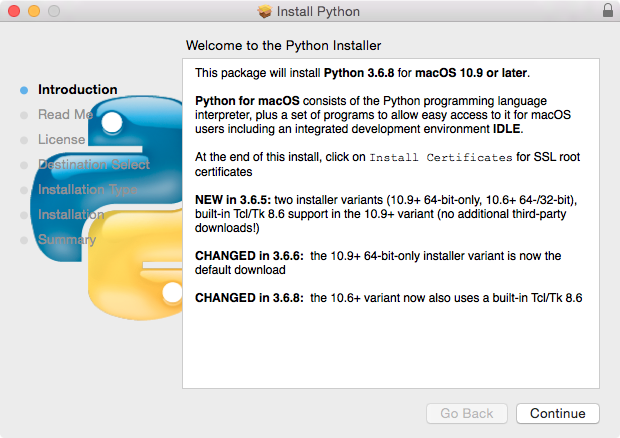 Install Python
Welcome to the Python Installer
Introduction
Read Me
License
Destination Select
Installation Type
Installation
Summary
This package will install Python 3.6.8 for macOS 10.9 or later.
Python for macOS consists of the Python programming language
interpreter, plus a set of programs to allow easy access to it for macOS
users including an integrated development environment IDLE.
At the end of this install, click on Install Certificates for SSL root
certificates
NEW in 3.6.5: two installer variants (10.9+ 64-bit-only, 10.6+ 64-/32-bit),
built-in Tcl/Tk 8.6 support in the 10.9+ variant (no additional third-party
downloads!)
CHANGED in 3.6.6: the 10.9+ 64-bit-only installer variant is now the
default download
CHANGED in 3.6.8: the 10.6+ variant now also uses a built-in Tcl/Tk 8.6
Go Back
Continue